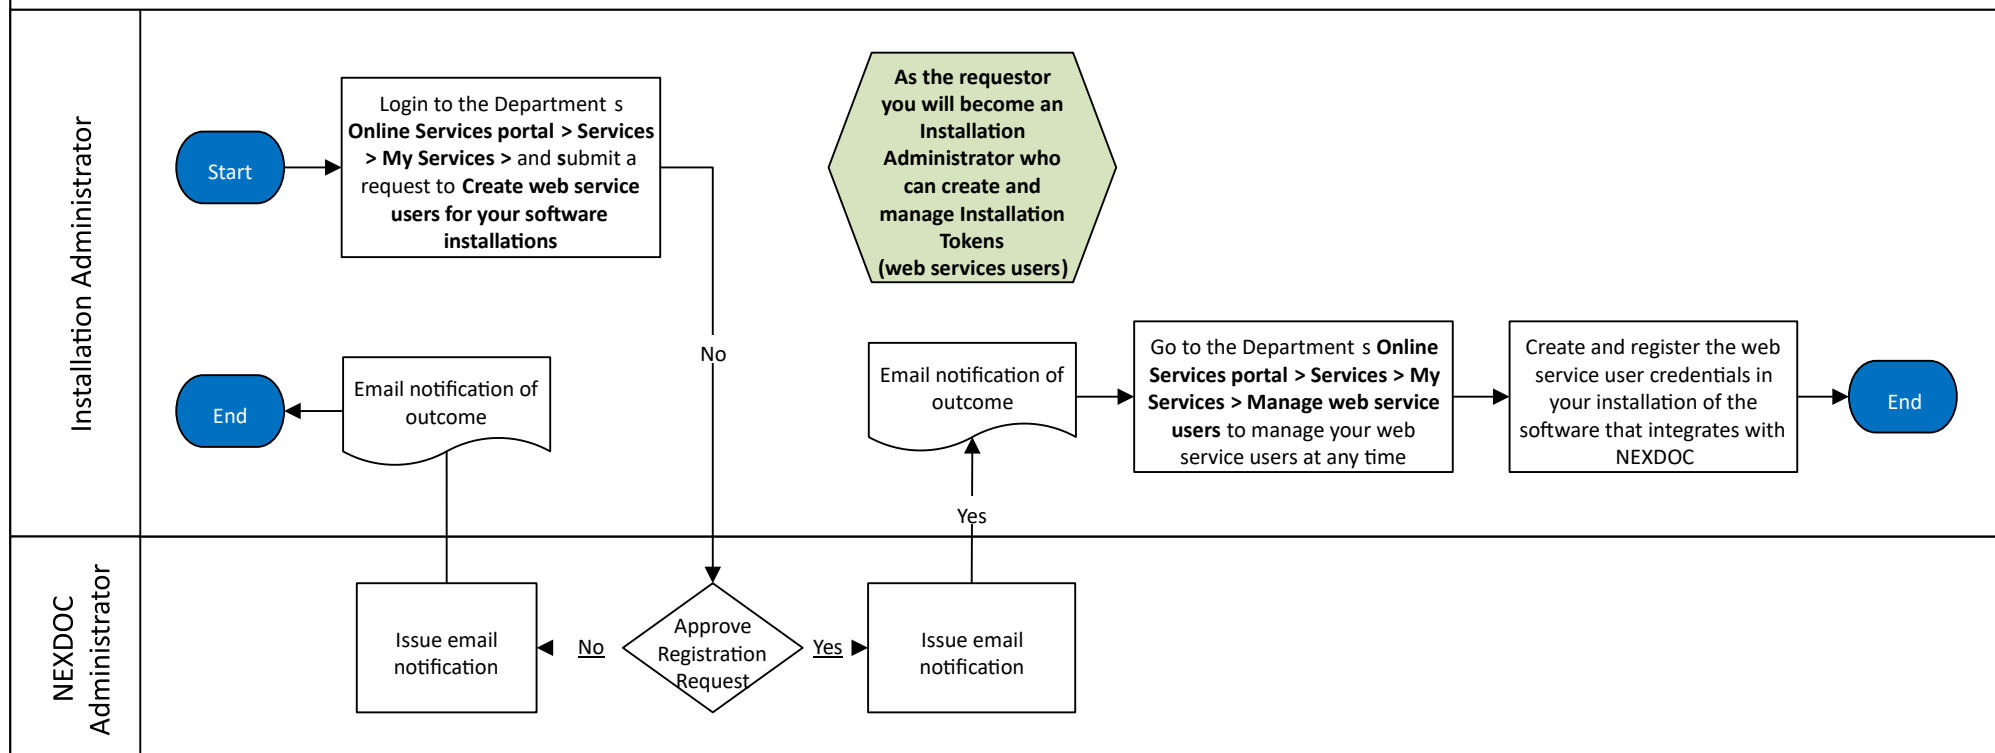 Installation Administrator
Start
Login to the Department s
Online Services portal > Services
> My Services > and submit a
request to Create web service
users for your software
installations
As the requestor
you will become an
Installation
Administrator who
can create and
manage Installation
Tokens
(web services users)
No
End
Email notification of
outcome
Email notification of
outcome
Go to the Department s Online
Services portal > Services > My
Services > Manage web service
users to manage your web
service users at any time
Create and register the web
service user credentials in
your installation of the
software that integrates with
NEXDOC
End
Yes
NEXDOC
Administrator
Issue email
notification
No
Approve
Registration
Request
Yes
Issue email
notification